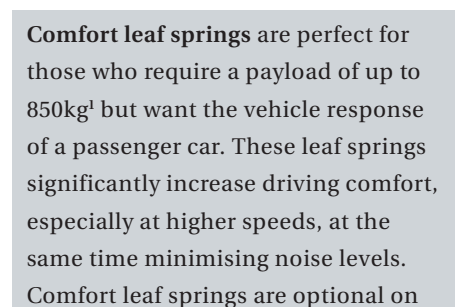 Comfort leaf springs are perfect for
those who require a payload of up to
850kg¹ but want the vehicle response
of a passenger car. These leaf springs
significantly increase driving comfort,
especially at higher speeds, at the
same time minimising noise levels.
Comfort leaf springs are optional on